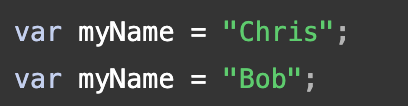 var myName = "Chris";
var myName = "Bob";